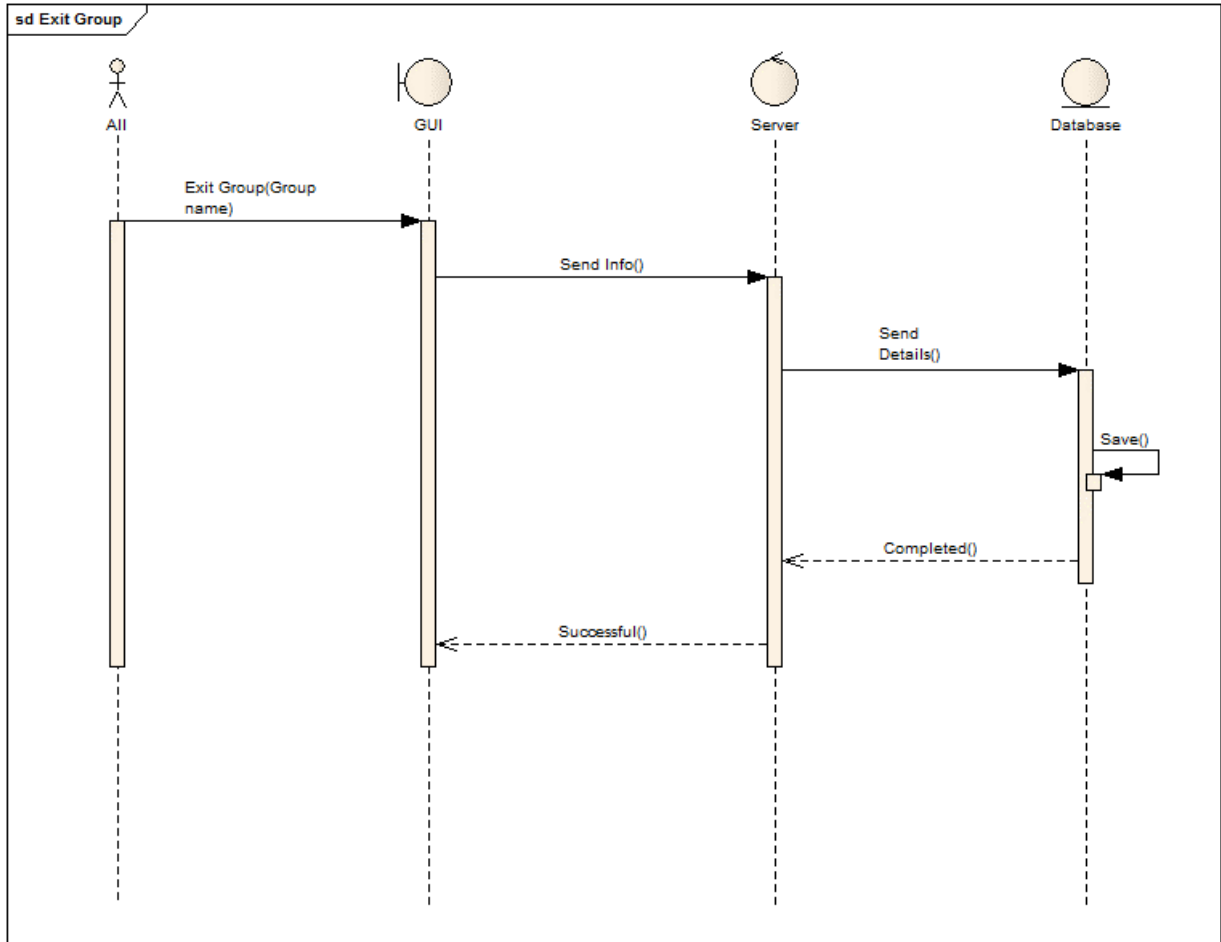 sd Exit Group
All
GUI
Server
Database
Exit Group(Group
name)
Send Info()
Send
Details()
Save()
Completed()
Successful()